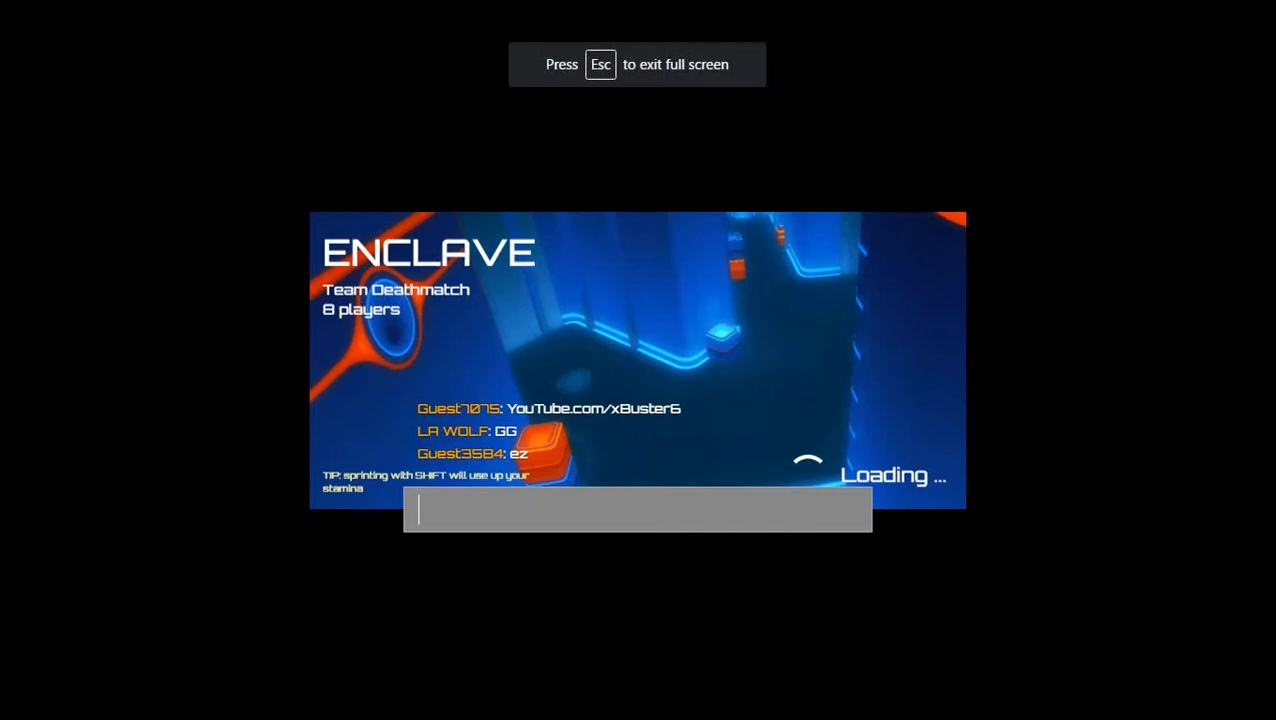 Press Esc to exit full screen
ENCLAVE
Team Deathmatch
8 players
Guest7075: YouTube.com/xBuster6
LA WOLF: GG
Guest3584: ez
TIP: sprinting with SHIFT will use up your
stamina
Loading ...